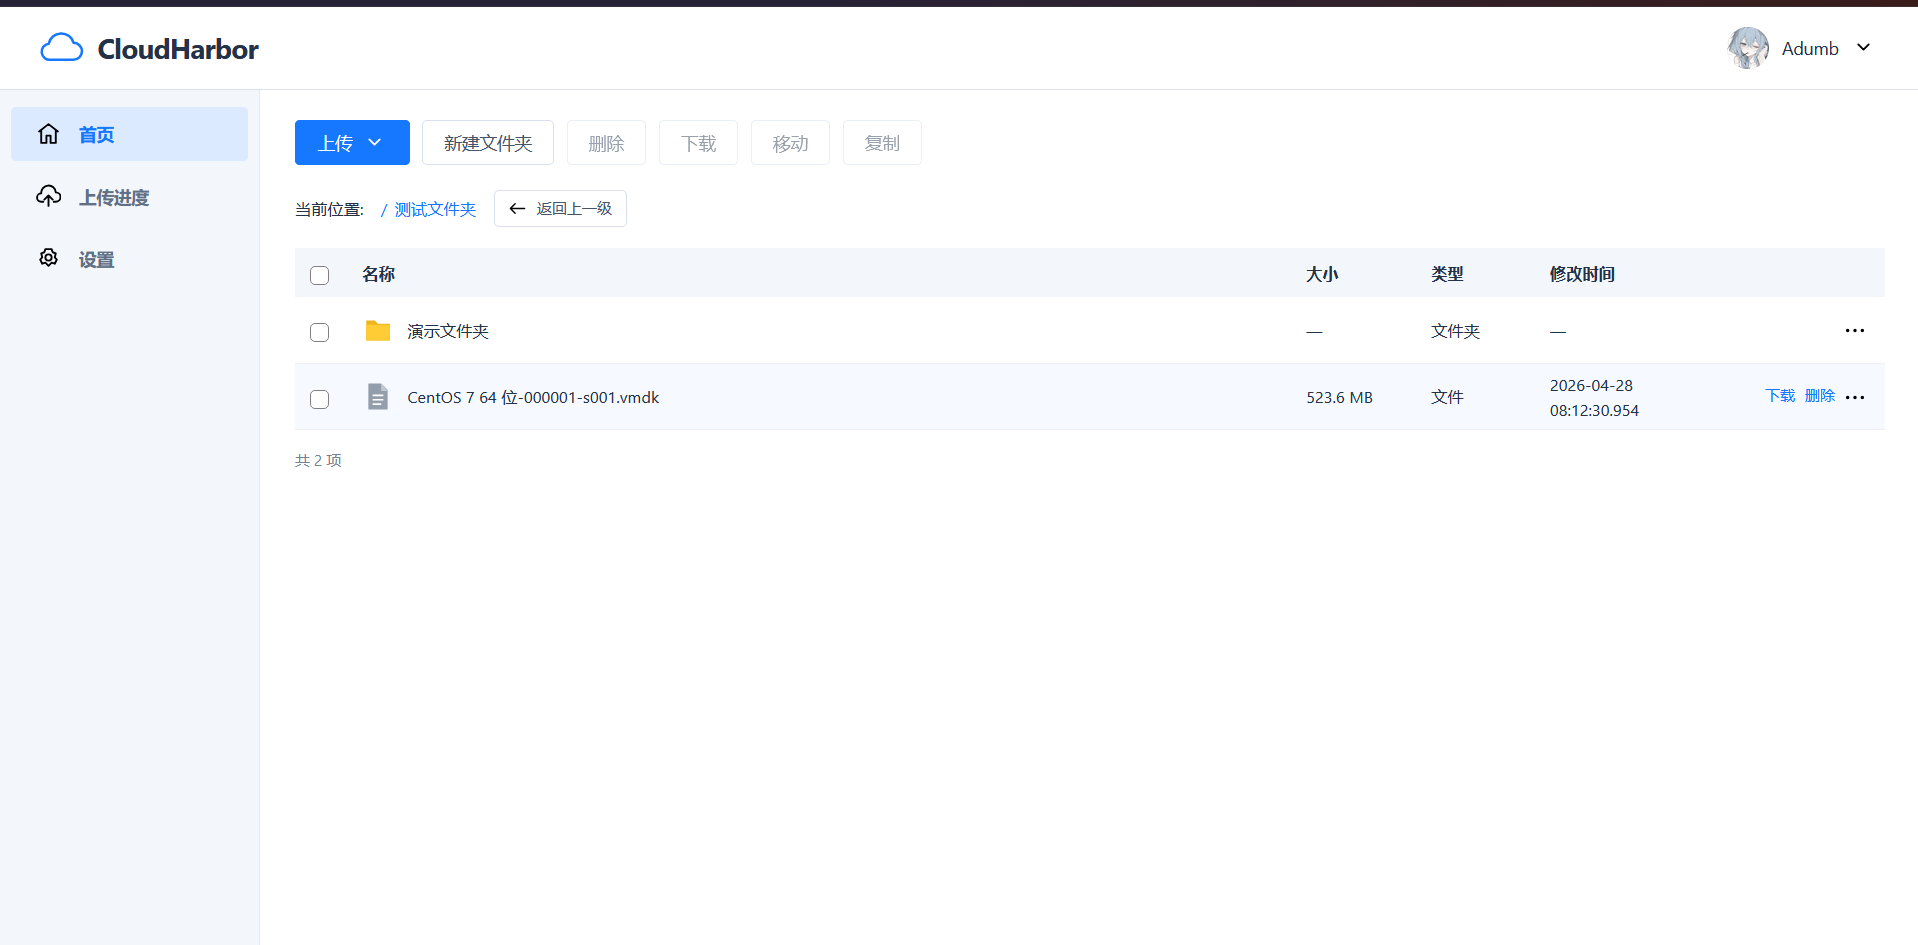 CloudHarbor
Adumb
首页
上传进度
设置
上传 新建文件夹 删除 下载 移动 复制
当前位置: / 测试文件夹 返回上一级
名称 大小 类型 修改时间
演示文件夹 — 文件夹 —
CentOS 7 64 位-000001-s001.vmdk 523.6 MB 文件 2026-04-28 08:12:30.954 下载 删除
共 2 项